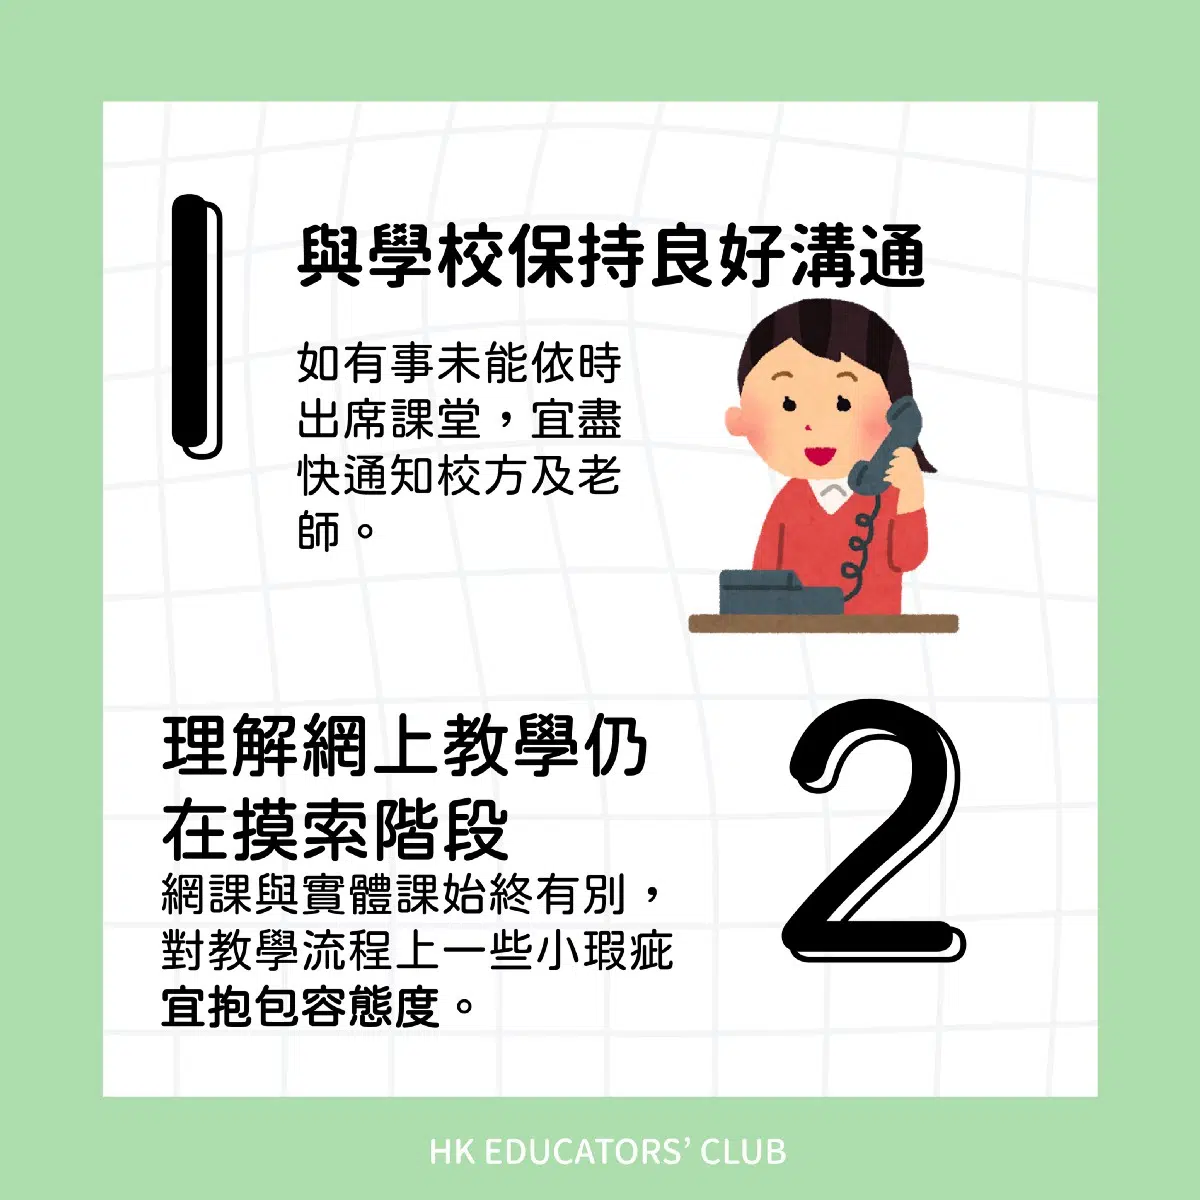 1
與學校保持良好溝通
如有事未能依時
出席課堂，宜盡
快通知校方及老
師。
理解網上教學仍
在摸索階段
2
網課與實體課始終有別，
對教學流程上一些小瑕疵
宜抱包容態度。
HK EDUCATORS’ CLUB